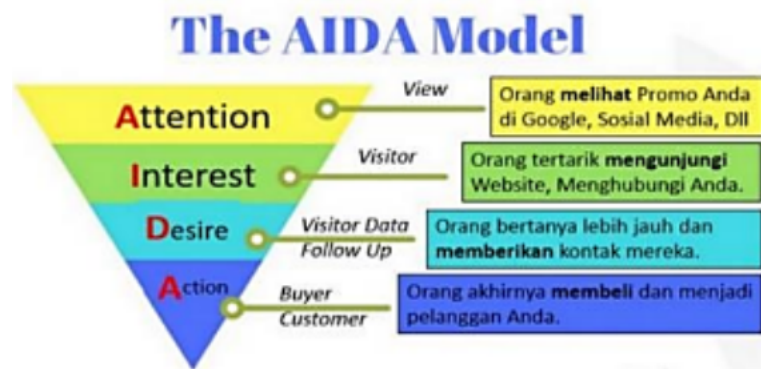 The AIDA Model
Attention
View
Orang melihat Promo Anda
di Google, Sosial Media, Dll
Interest
Visitor
Orang tertarik mengunjungi
Website, Menghubungi Anda.
Desire
Visitor Data
Follow Up
Orang bertanya lebih jauh dan
memberikan kontak mereka.
Action
Buyer
Customer
Orang akhirnya membeli dan menjadi
pelanggan Anda.